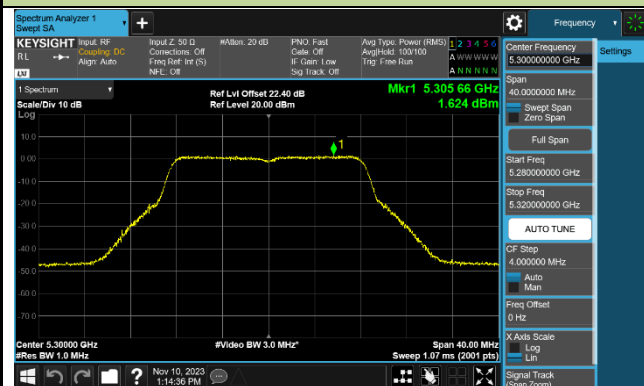 Spectrum Analyzer 1
Swept SA
+
Frequency
KEYSIGHT
RL
LXI
Input: RF
Coupling: DC
Align: Auto
Input Z: 50 Ω
Corrections: Off
Freq Ref: Int (S)
NFE: Off
#Atten: 20 dB
PNO: Fast
Gate: Off
IF Gain: Low
Sig Track: Off
Avg Type: Power (RMS)
Avg|Hold: 100/100
Trig: Free Run
1 2 3 4 5 6
A W W W W W
A N N N N N
1 Spectrum
Scale/Div 10 dB
Log
Ref Lvl Offset 22.40 dB
Ref Level 20.00 dBm
Mkr1 5.305 66 GHz
1.624 dBm
10.0
0.00
-10.0
-20.0
-30.0
-40.0
-50.0
-60.0
-70.0
1
Center 5.30000 GHz
#Res BW 1.0 MHz
#Video BW 3.0 MHz*
Span 40.00 MHz
Sweep 1.07 ms (2001 pts)
Nov 10, 2023
1:14:36 PM
?
Center Frequency
5.300000000 GHz
Settings
Span
40.0000000 MHz
Swept Span
Zero Span
Full Span
Start Freq
5.280000000 GHz
Stop Freq
5.320000000 GHz
AUTO TUNE
CF Step
4.000000 MHz
Auto
Man
Freq Offset
0 Hz
X Axis Scale
Log
Lin
Signal Track
(Span Zoom)